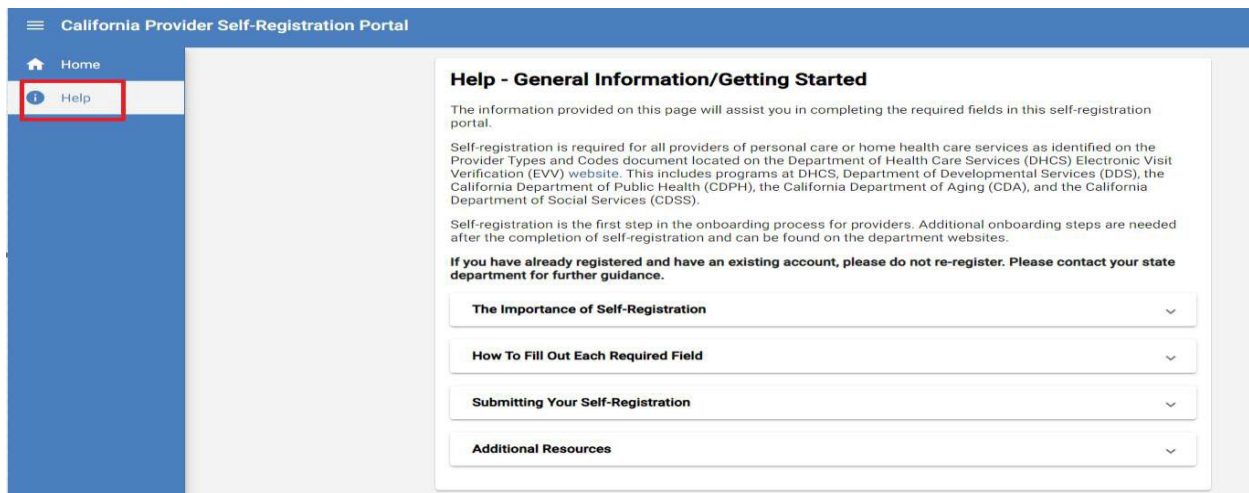 California Provider Self-Registration Portal
Home
Help
Help - General Information/Getting Started
The information provided on this page will assist you in completing the required fields in this self-registration
portal.
Self-registration is required for all providers of personal care or home health care services as identified on the
Provider Types and Codes document located on the Department of Health Care Services (DHCS) Electronic Visit
Verification (EVV) website. This includes programs at DHCS, Department of Developmental Services (DDS), the
California Department of Public Health (CDPH), the California Department of Aging (CDA), and the California
Department of Social Services (CDSS).
Self-registration is the first step in the onboarding process for providers. Additional onboarding steps are needed
after the completion of self-registration and can be found on the department websites.
If you have already registered and have an existing account, please do not re-register. Please contact your state
department for further guidance.
The Importance of Self-Registration
How To Fill Out Each Required Field
Submitting Your Self-Registration
Additional Resources